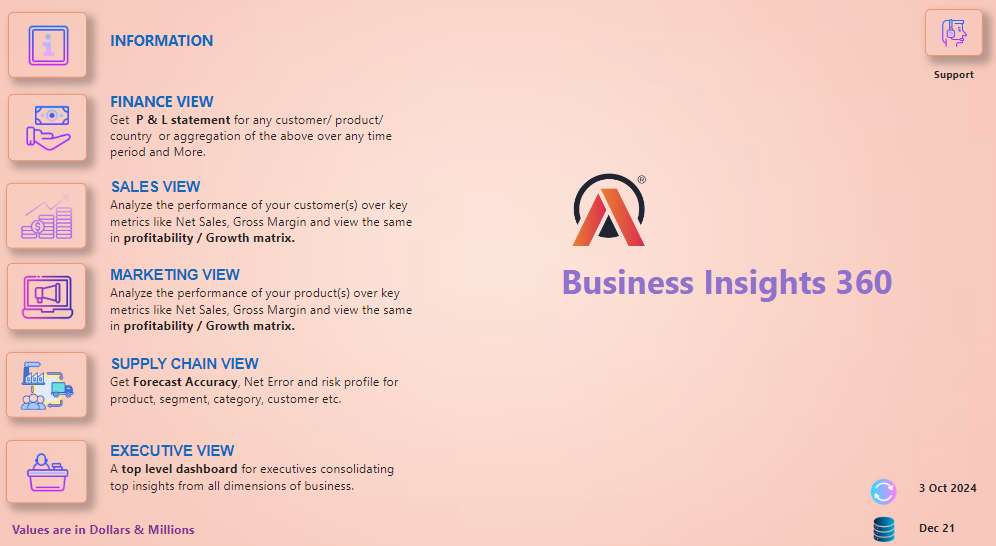 INFORMATION
Support
FINANCE VIEW
Get P & L statement for any customer/ product/
country or aggregation of the above over any time
period and More.
SALES VIEW
Analyze the performance of your customer(s) over key
metrics like Net Sales, Gross Margin and view the same
in profitability / Growth matrix.
®
Business Insights 360
MARKETING VIEW
Analyze the performance of your product(s) over key
metrics like Net Sales, Gross Margin and view the same
in profitability / Growth matrix.
SUPPLY CHAIN VIEW
Get Forecast Accuracy, Net Error and risk profile for
product, segment, category, customer etc.
EXECUTIVE VIEW
A top level dashboard for executives consolidating
top insights from all dimensions of business.
3 Oct 2024
Dec 21
Values are in Dollars & Millions